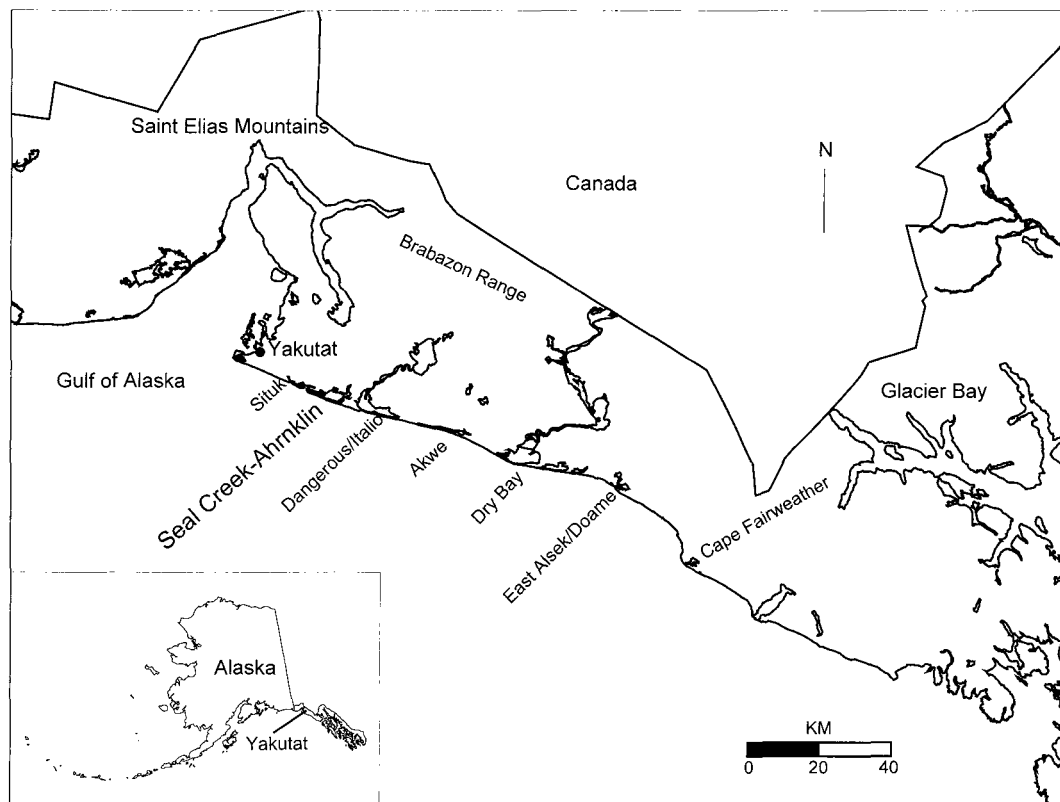 Saint Elias Mountains
N
Canada
Brabazon Range
Yakutat
Gulf of Alaska
Glacier Bay
Situk
Seal Creek-Ahrnklin
Dangerous/Italio
Akwe
Dry Bay
East Alsek/Doame
Cape Fairweather
Alaska
Yakutat
KM
0 20 40